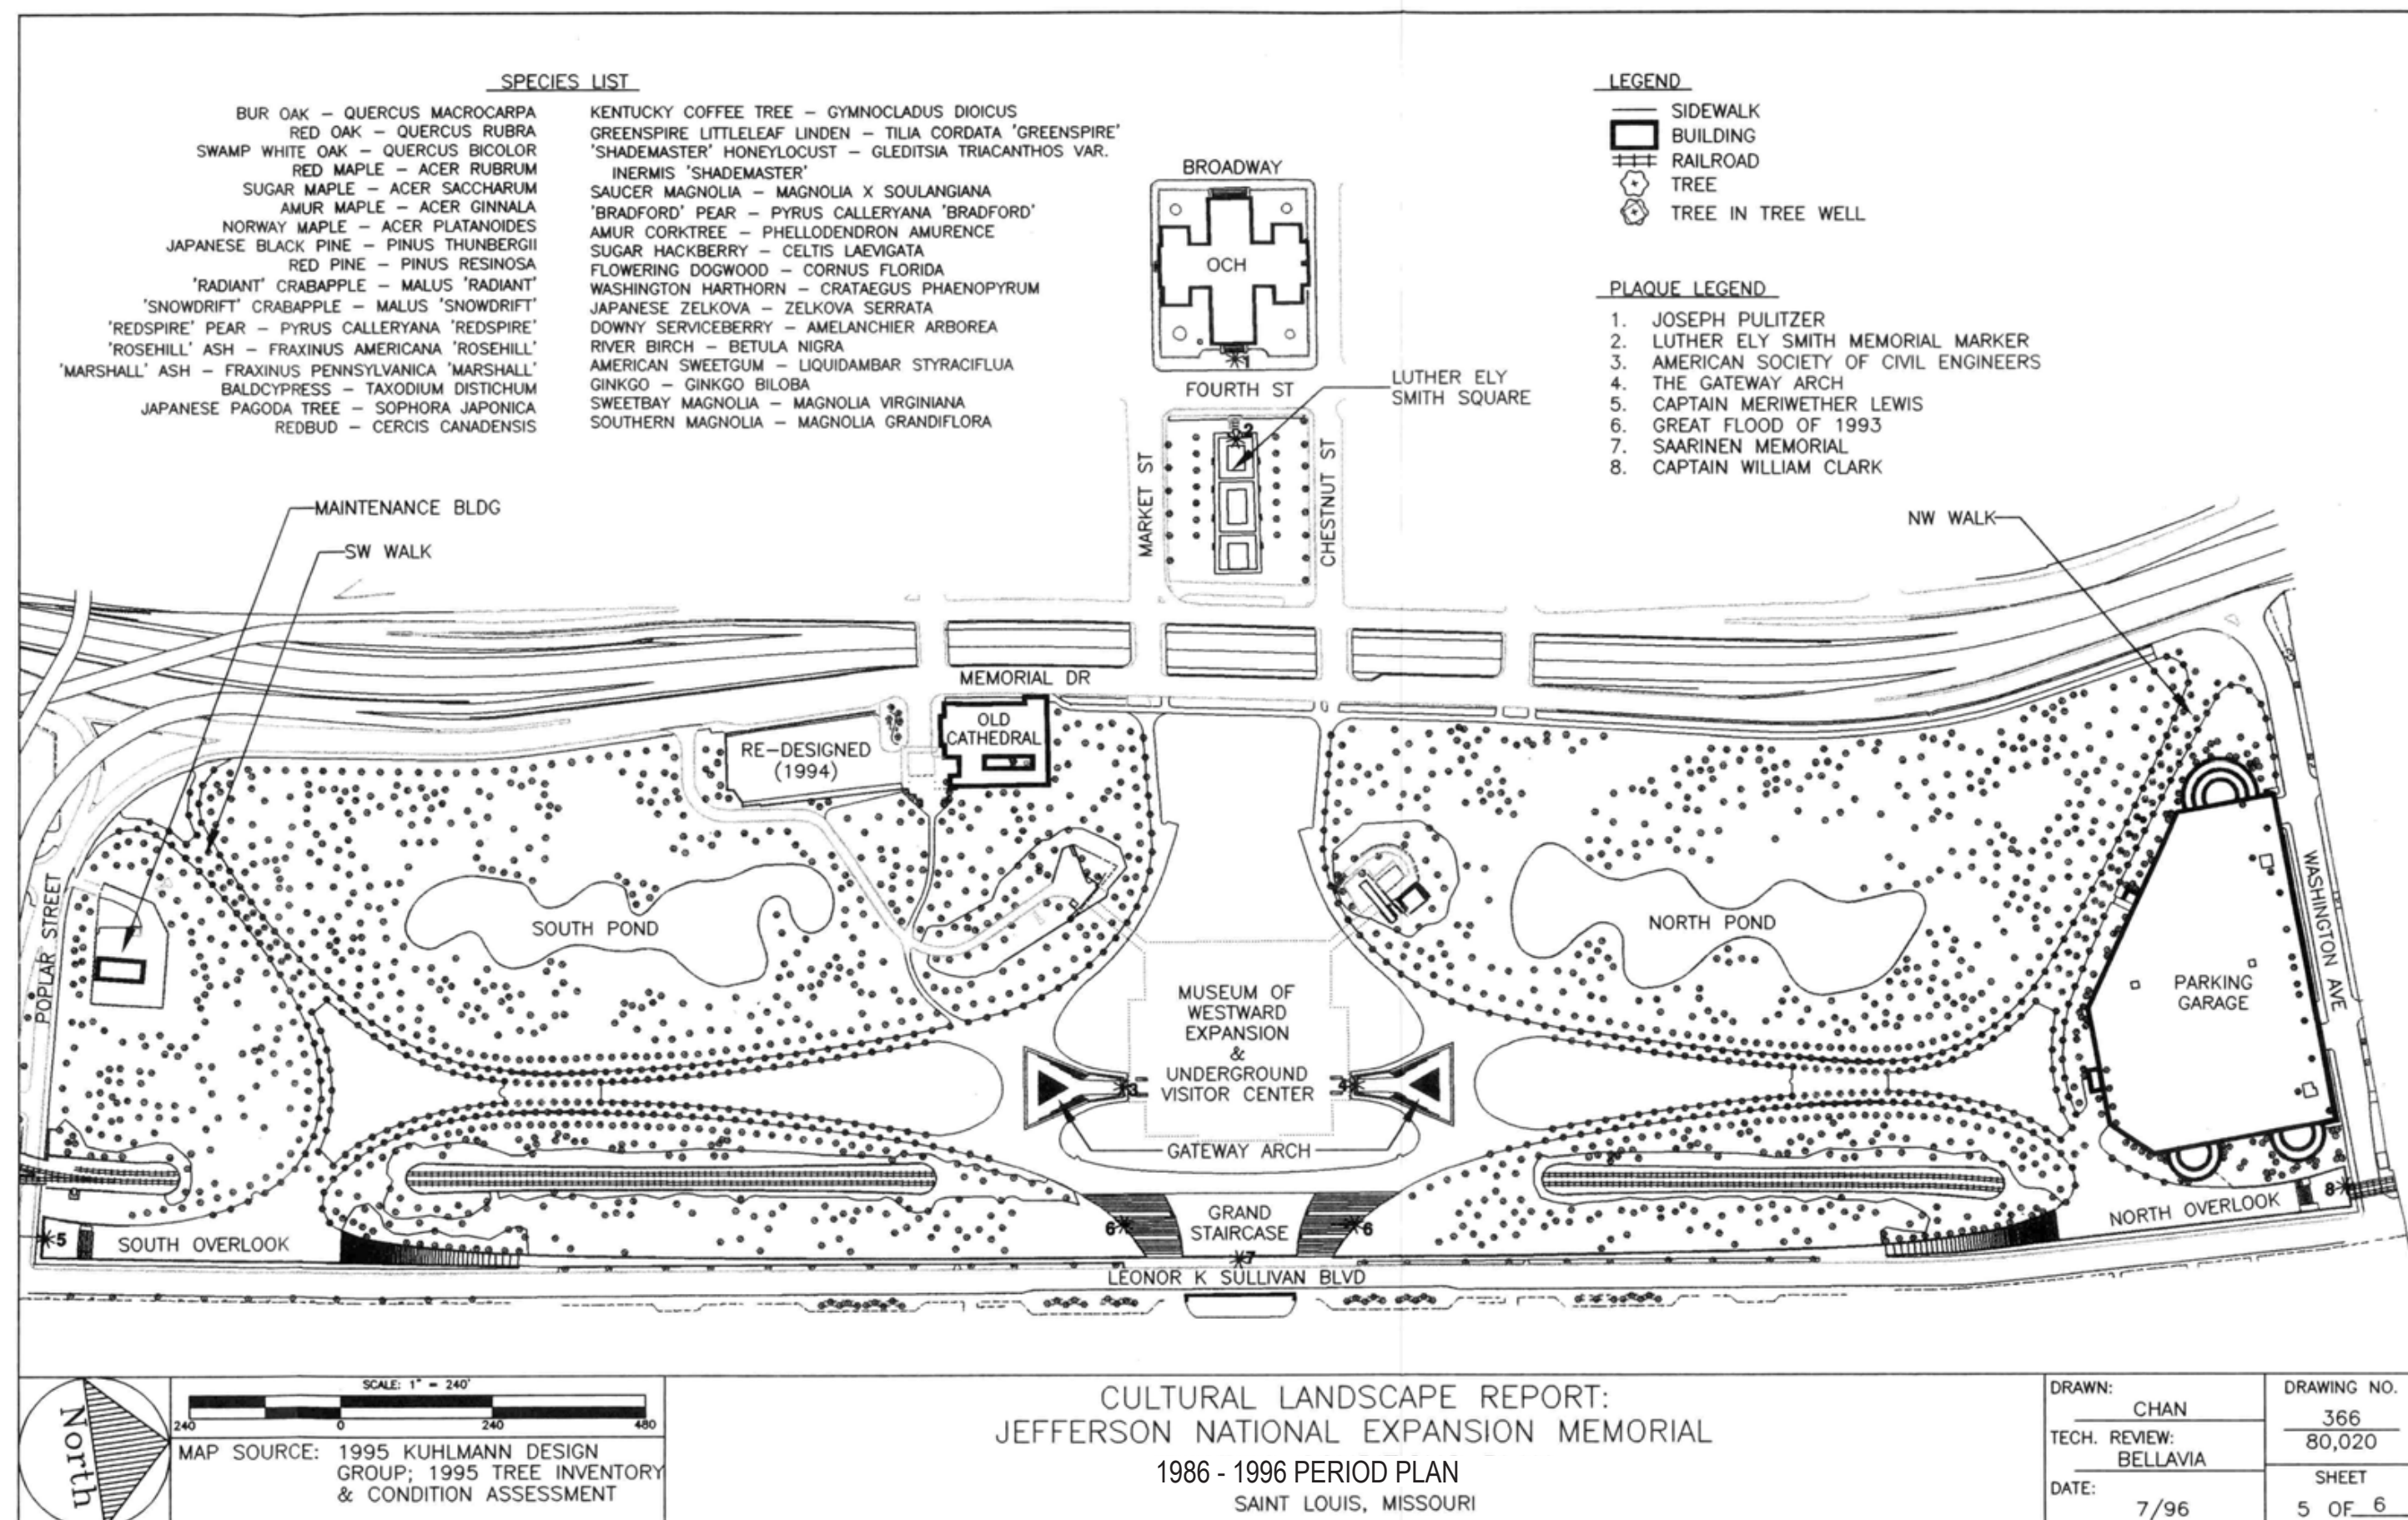 SPECIES LIST
BUR OAK – QUERCUS MACROCARPA
RED OAK – QUERCUS RUBRA
SWAMP WHITE OAK – QUERCUS BICOLOR
RED MAPLE – ACER RUBRUM
SUGAR MAPLE – ACER SACCHARUM
AMUR MAPLE – ACER GINNALA
NORWAY MAPLE – ACER PLATANOIDES
JAPANESE BLACK PINE – PINUS THUNBERGII
RED PINE – PINUS RESINOSA
'RADIANT' CRABAPPLE – MALUS 'RADIANT'
'SNOWDRIFT' CRABAPPLE – MALUS 'SNOWDRIFT'
'REDSPIRE' PEAR – PYRUS CALLERYANA 'REDSPIRE'
'ROSEHILL' ASH – FRAXINUS AMERICANA 'ROSEHILL'
'MARSHALL' ASH – FRAXINUS PENNSYLVANICA 'MARSHALL'
BALDCYPRESS – TAXODIUM DISTICHUM
JAPANESE PAGODA TREE – SOPHORA JAPONICA
REDBUD – CERCIS CANADENSIS
KENTUCKY COFFEE TREE – GYMNOCLADUS DIOICUS
GREENSPIRE LITTLELEAF LINDEN – TILIA CORDATA 'GREENSPIRE'
'SHADEMASTER' HONEYLOCUST – GLEDITSIA TRIACANTHOS VAR.
INERMIS 'SHADEMASTER'
SAUCER MAGNOLIA – MAGNOLIA X SOULANGIANA
'BRADFORD' PEAR – PYRUS CALLERYANA 'BRADFORD'
AMUR CORKTREE – PHELLODENDRON AMURENCE
SUGAR HACKBERRY – CELTIS LAEVIGATA
FLOWERING DOGWOOD – CORNUS FLORIDA
WASHINGTON HARTHORN – CRATAEGUS PHAENOPYRUM
JAPANESE ZELKOVA – ZELKOVA SERRATA
DOWNY SERVICEBERRY – AMELANCHIER ARBOREA
RIVER BIRCH – BETULA NIGRA
AMERICAN SWEETGUM – LIQUIDAMBAR STYRACIFLUA
GINKGO – GINKGO BILOBA
SWEETBAY MAGNOLIA – MAGNOLIA VIRGINIANA
SOUTHERN MAGNOLIA – MAGNOLIA GRANDIFLORA
LEGEND
SIDEWALK
BUILDING
RAILROAD
TREE
TREE IN TREE WELL
PLAQUE LEGEND
1. JOSEPH PULITZER
2. LUTHER ELY SMITH MEMORIAL MARKER
3. AMERICAN SOCIETY OF CIVIL ENGINEERS
4. THE GATEWAY ARCH
5. CAPTAIN MERIWETHER LEWIS
6. GREAT FLOOD OF 1993
7. SAARINEN MEMORIAL
8. CAPTAIN WILLIAM CLARK
BROADWAY
OCH
1
FOURTH ST
LUTHER ELY
SMITH SQUARE
2
MARKET ST
CHESTNUT ST
MAINTENANCE BLDG
SW WALK
NW WALK
MEMORIAL DR
OLD
CATHEDRAL
RE–DESIGNED
(1994)
POPLAR STREET
SOUTH POND
NORTH POND
WASHINGTON AVE
PARKING
GARAGE
MUSEUM OF
WESTWARD
EXPANSION
&
UNDERGROUND
VISITOR CENTER
3
4
GATEWAY ARCH
GRAND
STAIRCASE
6
6
7
5
SOUTH OVERLOOK
NORTH OVERLOOK
8
LEONOR K SULLIVAN BLVD
North
SCALE: 1" = 240'
240 0 240 480
MAP SOURCE: 1995 KUHLMANN DESIGN
GROUP; 1995 TREE INVENTORY
& CONDITION ASSESSMENT
CULTURAL LANDSCAPE REPORT:
JEFFERSON NATIONAL EXPANSION MEMORIAL
1986 - 1996 PERIOD PLAN
SAINT LOUIS, MISSOURI
DRAWN:
CHAN
TECH. REVIEW:
BELLAVIA
DATE:
7/96
DRAWING NO.
366
80,020
SHEET
5 OF 6